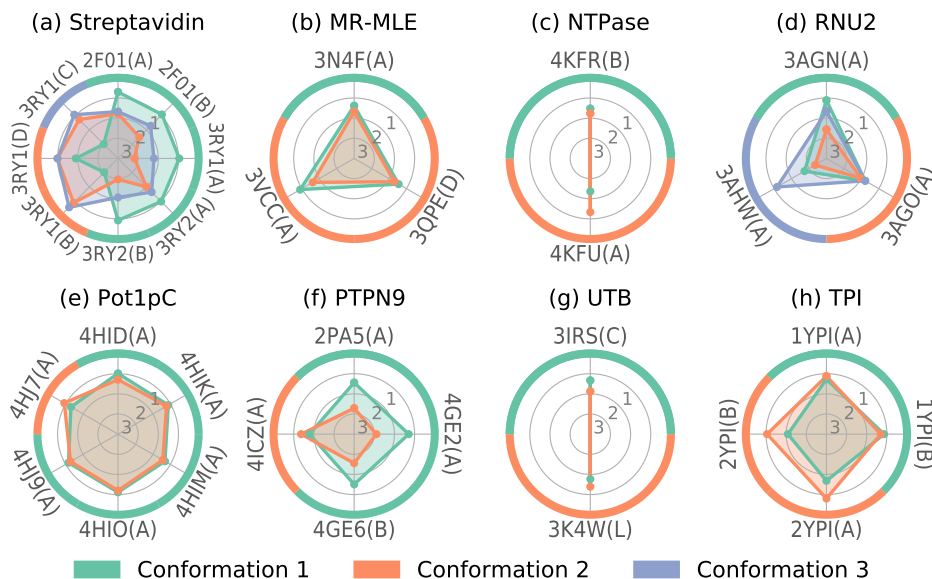 (a) Streptavidin
2F01(A)
2F01(B)
3RY1(A)
3RY2(A)
3RY2(B)
3RY1(B)
3RY1(D)
3RY1(C)
1
2
3
(b) MR-MLE
3N4F(A)
3QPE(D)
3VCC(A)
1
2
3
(c) NTPase
4KFR(B)
4KFU(A)
1
2
3
(d) RNU2
3AGN(A)
3AGO(A)
3AHW(A)
1
2
3
(e) Pot1pC
4HID(A)
4HIK(A)
4HIM(A)
4HIO(A)
4HJ9(A)
4HJ7(A)
1
2
3
(f) PTPN9
2PA5(A)
4GE2(A)
4GE6(B)
4ICZ(A)
1
2
3
(g) UTB
3IRS(C)
3K4W(L)
1
2
3
(h) TPI
1YPI(A)
1YPI(B)
2YPI(A)
2YPI(B)
1
2
3
Conformation 1
Conformation 2
Conformation 3